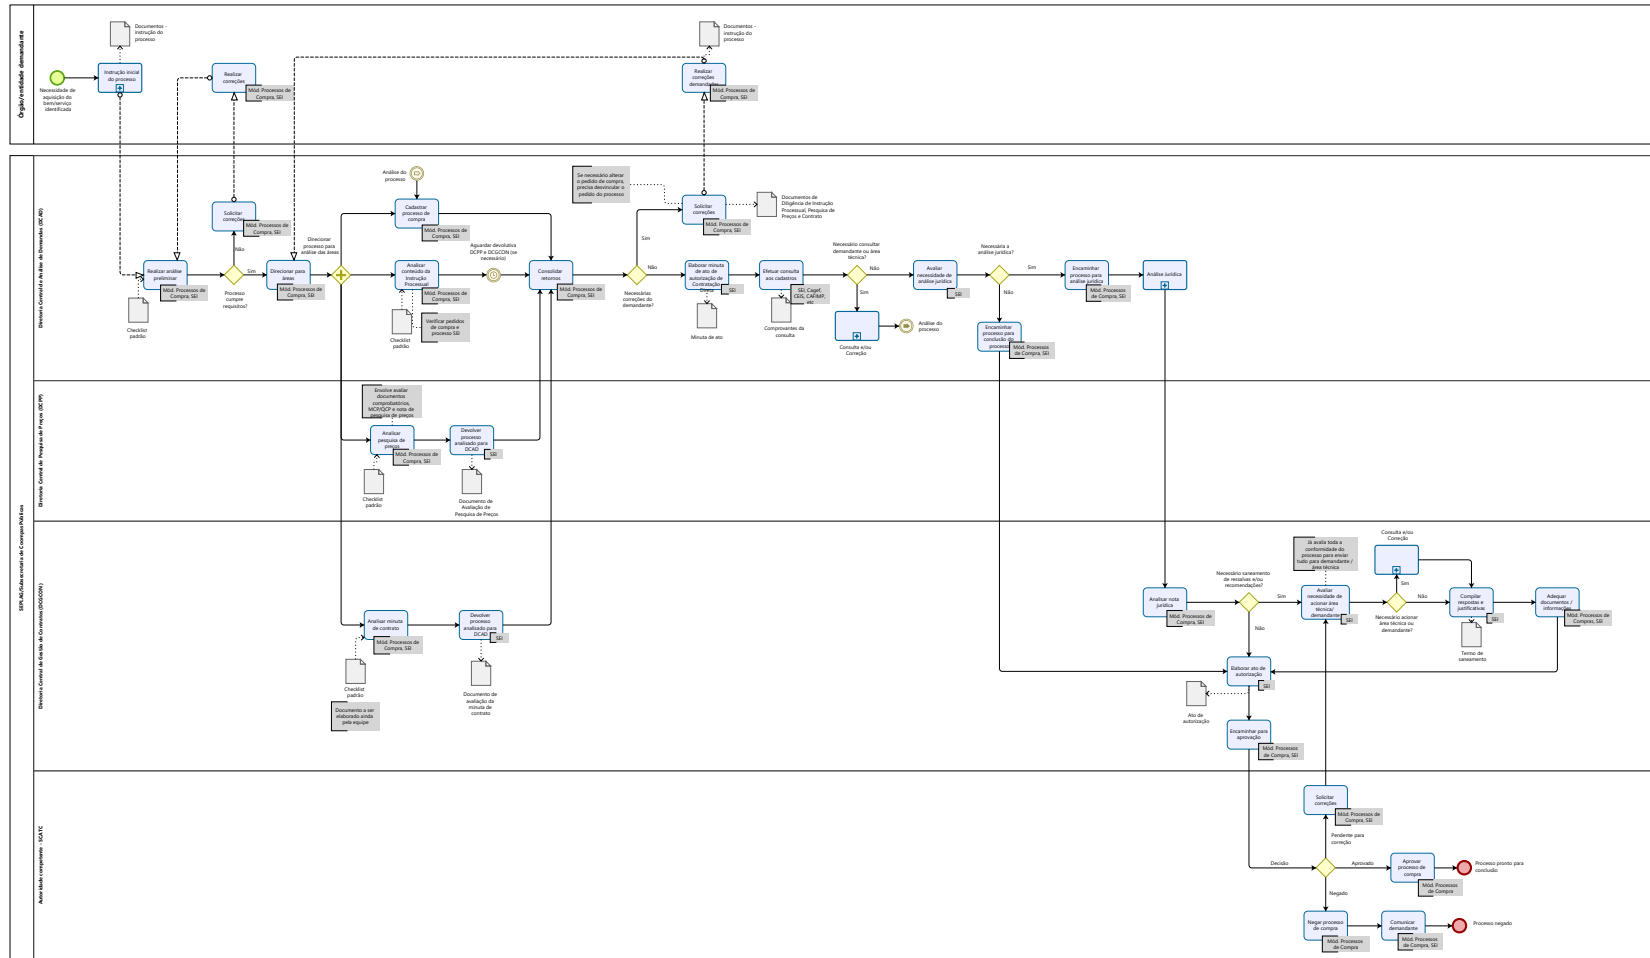 Órgão/entidade demandante
Documentos -
instrução do
processo
Instrução inicial
do processo
Necessidade de
aquisição do
bem/serviço
identificada
Realizar
correções
Mód. Processos de
Compra, SEI
Documentos -
instrução do
processo
Realizar
correções
demandadas
Mód. Processos de
Compra, SEI
SEPLAG/Subsecretaria de Compras Públicas
Diretoria Central de Análise de Demandas (DCAD)
Realizar análise
preliminar
Mód. Processos de
Compra, SEI
Checklist
padrão
Solicitar
correções
Mód. Processos de
Compra, SEI
Não
Sim
Processo
cumpre
requisitos?
Direcionar para
áreas
Mód. Processos de
Compra, SEI
Direcionar
processo para
análise das áreas
Análise do
processo
Cadastrar
processo de
compra
Mód. Processos de
Compra, SEI
Analisar
conteúdo da
Instrução
Processual
Mód. Processos de
Compra, SEI
Checklist
padrão
Verificar pedidos
de compra e
processo SEI
Aguardar devolutiva
DCPP e DCGCON (se
necessário)
Consolidar
retornos
Mód. Processos de
Compra, SEI
Se necessário alterar
o pedido de compra,
precisa desvincular o
pedido do processo
Solicitar
correções
Mód. Processos de
Compra, SEI
Documentos de
Diligência de Instrução
Processual, Pesquisa de
Preços e Contrato
Sim
Não
Necessárias
correções do
demandante?
Elaborar minuta
de ato de
autorização de
Contratação
Direta
SEI
Minuta de ato
Efetuar consulta
aos cadastros
SEI, Cagef,
CEIS, CAFIMP,
etc
Comprovantes da
consulta
Necessário consultar
demandante ou área
técnica?
Não
Sim
Consulta e/ou
Correção
Análise do
processo
Avaliar
necessidade de
análise jurídica
SEI
Necessária a
análise jurídica?
Sim
Não
Encaminhar
processo para
análise jurídica
Mód. Processos
de Compra, SEI
Análise jurídica
Encaminhar
processo para
conclusão do
processo
Mód. Processos
de Compra, SEI
Diretoria Central de Pesquisa de Preços (DCPP)
Envolve avaliar
documentos
comprobatórios,
MCP/QCP e nota de
pesquisa de preços
Analisar
pesquisa de
preços
Mód. Processos de
Compra, SEI
Checklist
padrão
Devolver
processo
analisado para
DCAD
SEI
Documento de
Avaliação de
Pesquisa de Preços
Diretoria Central de Gestão de Contratos (DCGCON)
Analisar minuta
de contrato
Mód. Processos de
Compra, SEI
Checklist
padrão
Documento a ser
elaborado ainda
pela equipe
Devolver
processo
analisado para
DCAD
SEI
Documento de
avaliação da
minuta de
contrato
Analisar nota
jurídica
Mód. Processos de
Compra, SEI
Necessário saneamento
de ressalvas e/ou
recomendações?
Sim
Não
Já avalia toda a
conformidade do
processo para enviar
tudo para demandante /
área técnica
Avaliar
necessidade de
acionar área
técnica/
demandante
SEI
Consulta e/ou
Correção
Sim
Não
Necessário acionar
área técnica ou
demandante?
Compilar
respostas e
justificativas
SEI
Termo de
saneamento
Adequar
documentos /
informações
Mód. Processos de
Compras, SEI
Elaborar ato de
autorização
SEI
Ato de
autorização
Encaminhar para
aprovação
Mód. Processos
de Compra, SEI
Autoridade competente - SCATC
Solicitar
correções
Mód. Processos de
Compra, SEI
Pendente para
correção
Decisão
Aprovado
Negado
Aprovar
processo de
compra
Mód. Processos
de Compra
Processo pronto para
conclusão
Negar processo
de compra
Mód. Processos
de Compra
Comunicar
demandante
Mód. Processos
de Compra, SEI
Processo negado